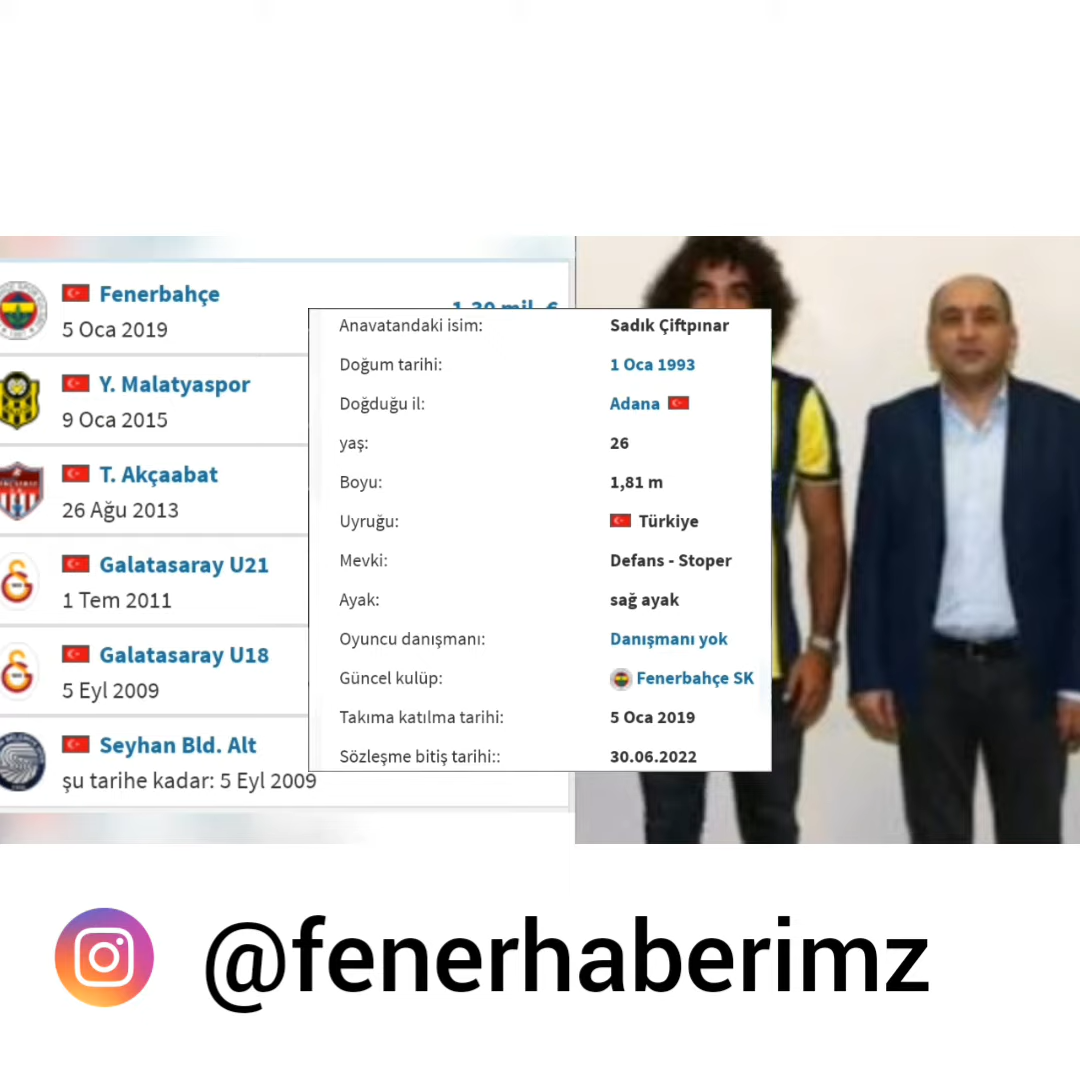 Fenerbahçe
5 Oca 2019
1,30 mil. €
Y. Malatyaspor
9 Oca 2015
T. Akçaabat
26 Ağu 2013
Galatasaray U21
1 Tem 2011
Galatasaray U18
5 Eyl 2009
Seyhan Bld. Alt
şu tarihe kadar: 5 Eyl 2009
Anavatandaki isim: Sadık Çiftpınar
Doğum tarihi: 1 Oca 1993
Doğduğu il: Adana
yaş: 26
Boyu: 1,81 m
Uyruğu: Türkiye
Mevki: Defans - Stoper
Ayak: sağ ayak
Oyuncu danışmanı: Danışmanı yok
Güncel kulüp: Fenerbahçe SK
Takıma katılma tarihi: 5 Oca 2019
Sözleşme bitiş tarihi:: 30.06.2022
@fenerhaberimz